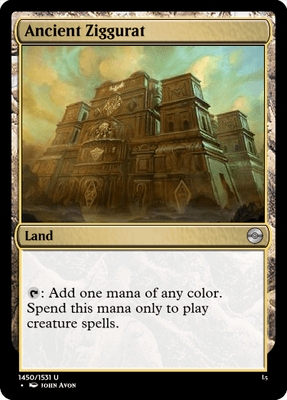 Ancient Ziggurat
Land
: Add one mana of any color.
Spend this mana only to play
creature spells.
1450/1531 U
ls
• John Avon